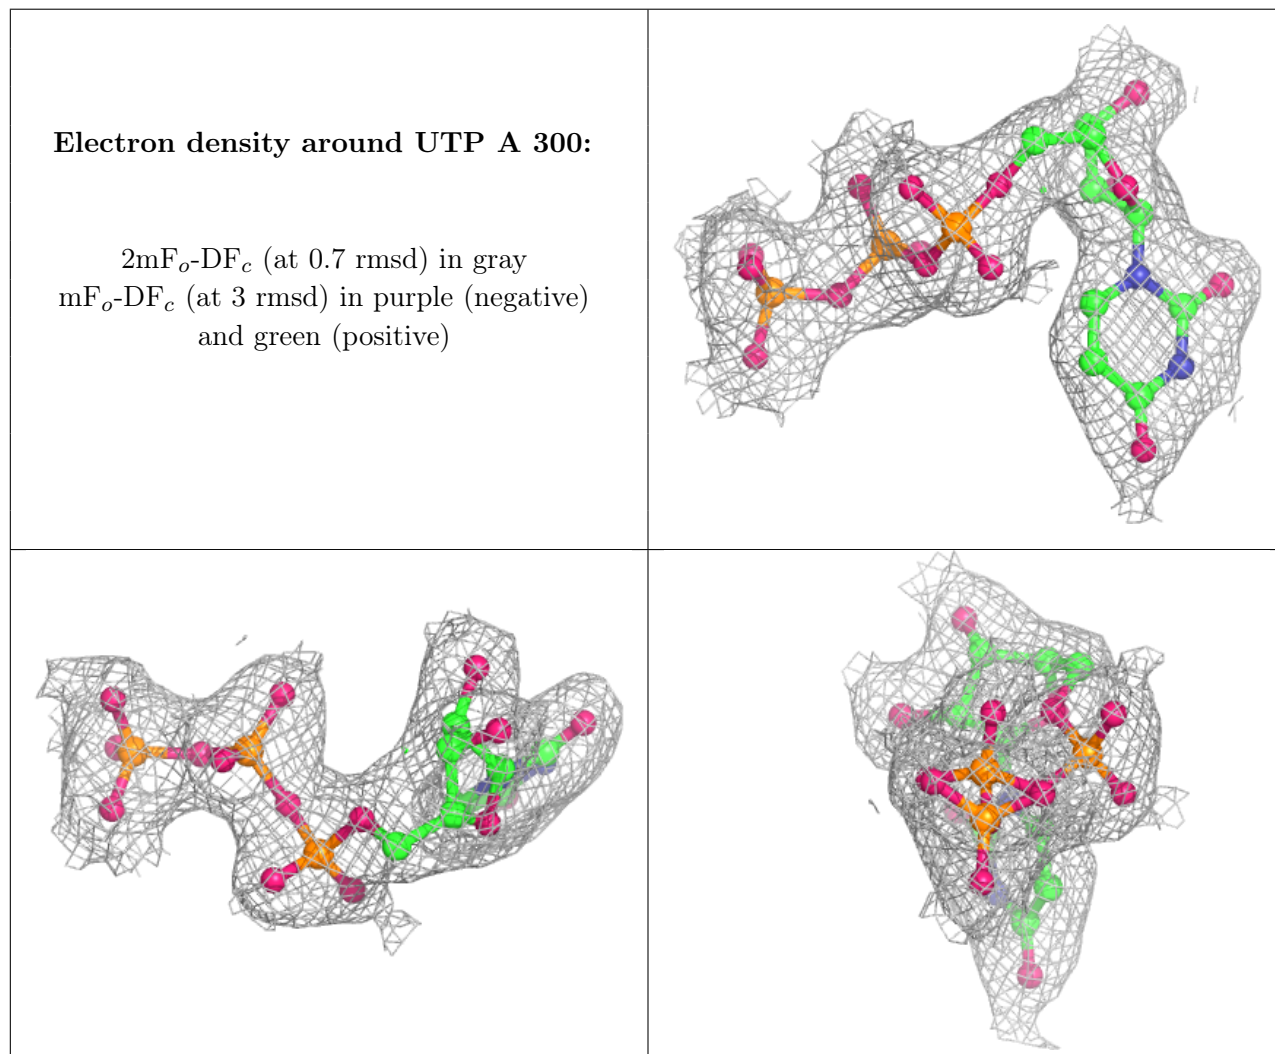 Electron density around UTP A 300:
2mFo-DFc (at 0.7 rmsd) in gray
mFo-DFc (at 3 rmsd) in purple (negative)
and green (positive)